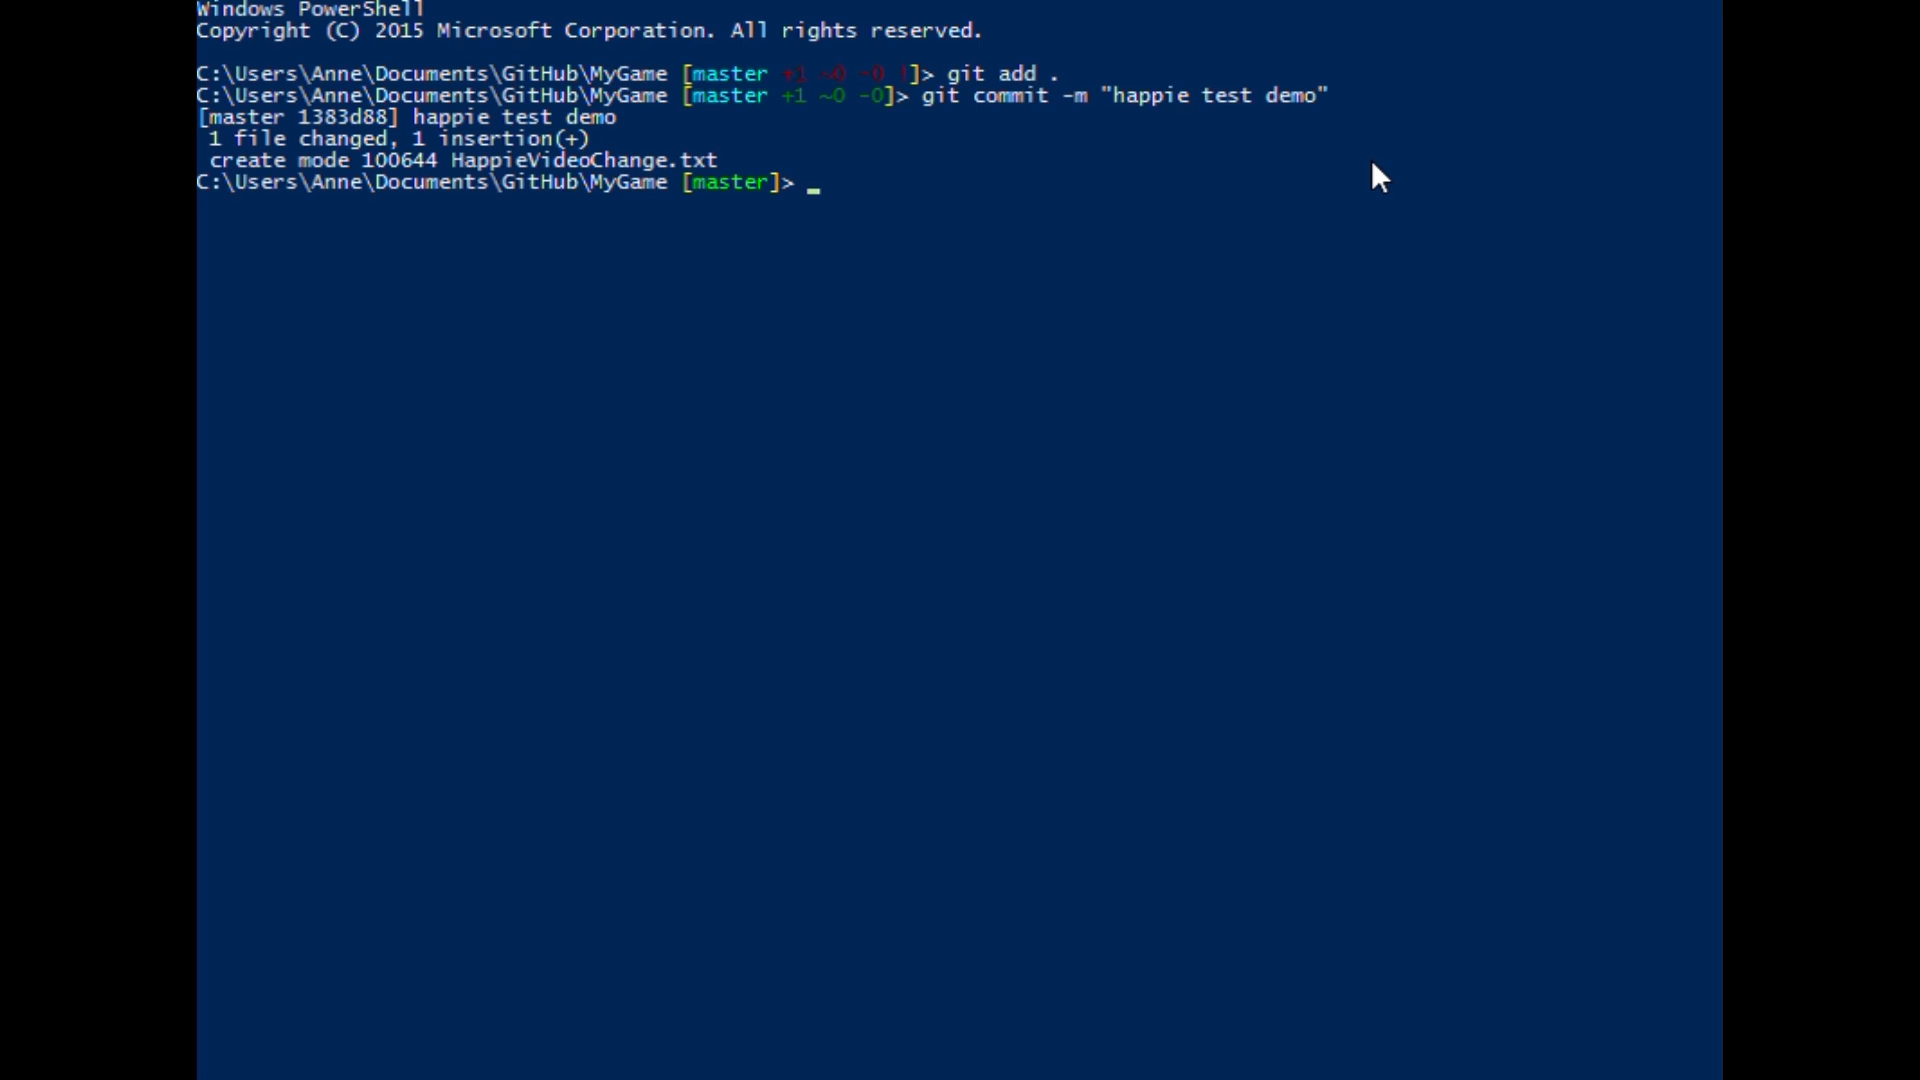 Windows PowerShell
Copyright (C) 2015 Microsoft Corporation. All rights reserved.
C:\Users\Anne\Documents\GitHub\MyGame [master +1 ~0 -0 !]> git add .
C:\Users\Anne\Documents\GitHub\MyGame [master +1 ~0 -0]> git commit -m "happie test demo"
[master 1383d88] happie test demo
1 file changed, 1 insertion(+)
create mode 100644 HappieVideoChange.txt
C:\Users\Anne\Documents\GitHub\MyGame [master]> _